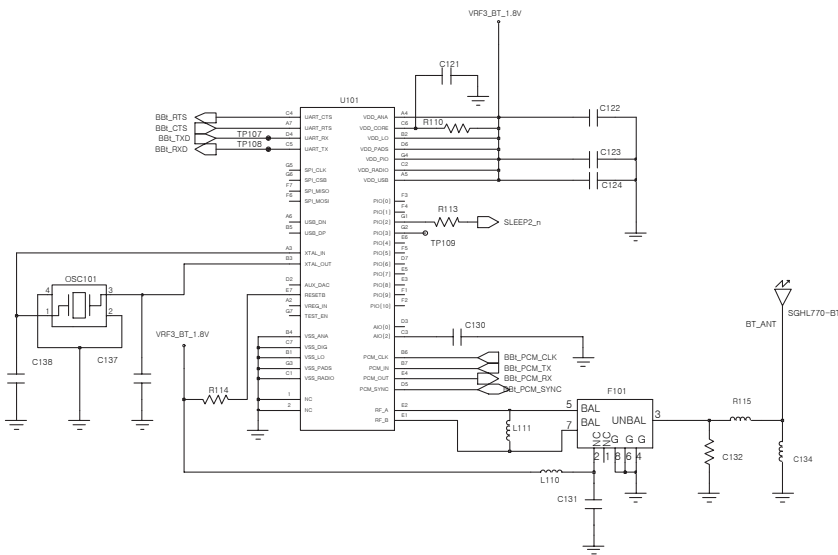 VRF3_BT_1.8V
C121
U101
C122
BBt_RTS C4 UART_CTS VDD_ANA A4
BBt_CTS A7 UART_RTS VDD_CORE C6 R110
BBt_TXD TP107 D4 UART_RX VDD_LO B2
BBt_RXD TP108 C5 UART_TX VDD_PADS D6
VDD_PIO G4 C123
G5 SPI_CLK VDD_RADIO C2
G6 SPI_CSB VDD_USB A5 C124
F7 SPI_MISO
F6 SPI_MOSI PIO[0] F3
PIO[1] F4
A6 USB_DN PIO[2] G1 R113 SLEEP2_n
B5 USB_DP PIO[3] G2 TP109
PIO[4] E6
A3 XTAL_IN PIO[5] F5
B3 XTAL_OUT PIO[6] D7
PIO[7] E5
OSC101 D2 AUX_DAC PIO[8] E3
4 3 E7 RESETB PIO[9] F1
1 2 A2 VREG_IN PIO[10] F2
G7 TEST_EN
SGHL770-BT
BT_ANT
AIO[0] D3
VRF3_BT_1.8V B4 VSS_ANA AIO[2] C3 C130
C7 VSS_DIG
C138 C137 B1 VSS_LO PCM_CLK B6 BBt_PCM_CLK
G3 VSS_PADS PCM_IN B7 BBt_PCM_TX
C1 VSS_RADIO PCM_OUT E4 BBt_PCM_RX
PCM_SYNC D5 BBt_PCM_SYNC
R114 1 NC F101
2 NC RF_A E2 5 BAL R115
RF_B E1 7 BAL UNBAL 3
L111 NC NC G G G
2 1 8 6 4
C132 C134
L110
C131